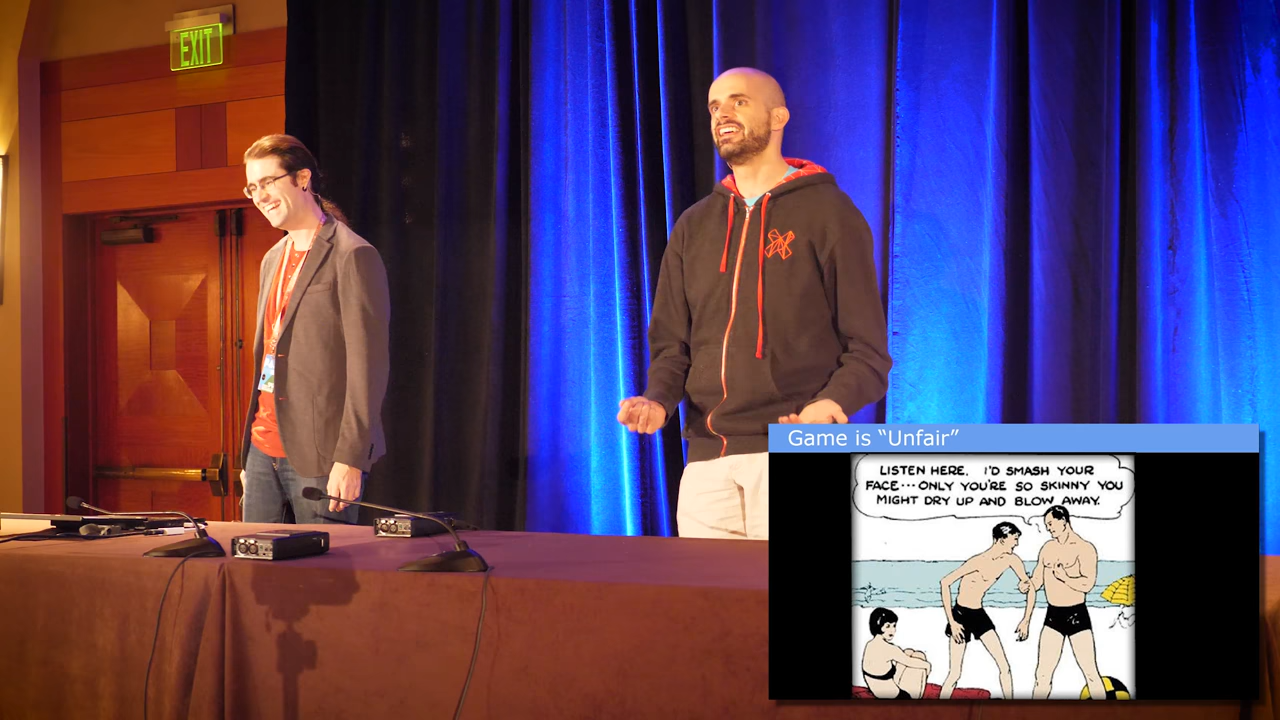 EXIT
Game is “Unfair”
LISTEN HERE. I'D SMASH YOUR
FACE...ONLY YOU'RE SO SKINNY YOU
MIGHT DRY UP AND BLOW AWAY.